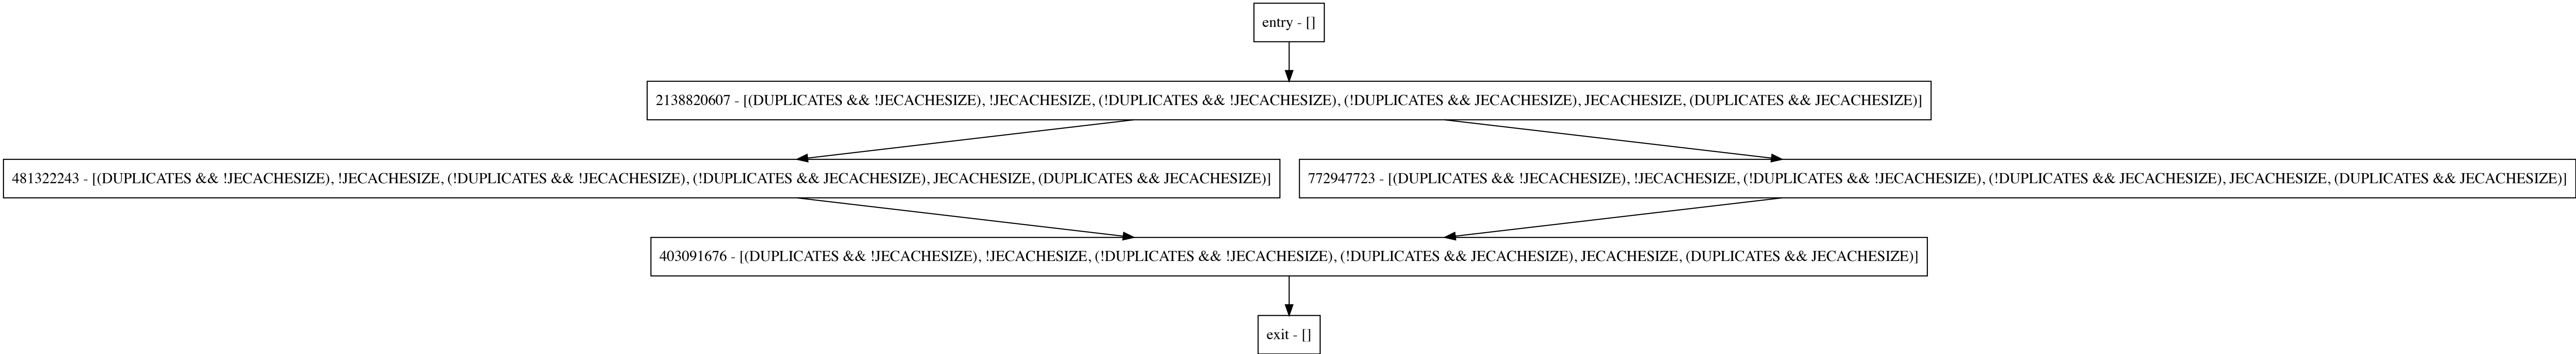 entry - []
2138820607 - [(DUPLICATES && !JECACHESIZE), !JECACHESIZE, (!DUPLICATES && !JECACHESIZE), (!DUPLICATES && JECACHESIZE), JECACHESIZE, (DUPLICATES && JECACHESIZE)]
481322243 - [(DUPLICATES && !JECACHESIZE), !JECACHESIZE, (!DUPLICATES && !JECACHESIZE), (!DUPLICATES && JECACHESIZE), JECACHESIZE, (DUPLICATES && JECACHESIZE)]
772947723 - [(DUPLICATES && !JECACHESIZE), !JECACHESIZE, (!DUPLICATES && !JECACHESIZE), (!DUPLICATES && JECACHESIZE), JECACHESIZE, (DUPLICATES && JECACHESIZE)]
403091676 - [(DUPLICATES && !JECACHESIZE), !JECACHESIZE, (!DUPLICATES && !JECACHESIZE), (!DUPLICATES && JECACHESIZE), JECACHESIZE, (DUPLICATES && JECACHESIZE)]
exit - []